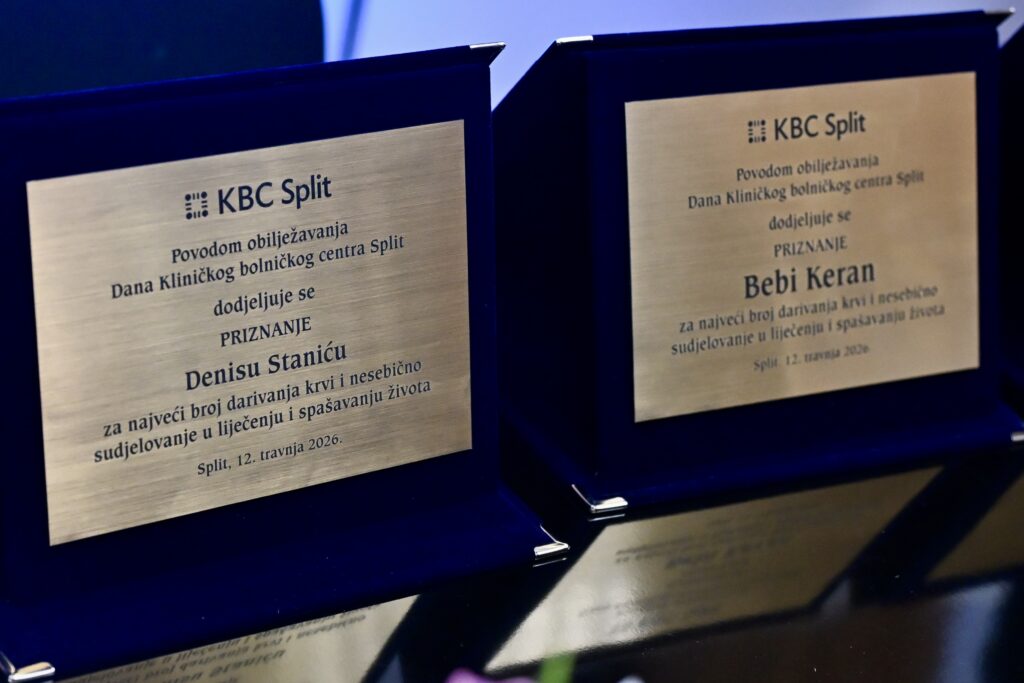 KBC Split
Povodom obilježavanja
Dana Kliničkog bolničkog centra Split
dodjeljuje se
PRIZNANJE
Denisu Staniću
za najveći broj darivanja krvi i nesebično
sudjelovanje u liječenju i spašavanju života
Split, 12. travnja 2026.
KBC Split
Povodom obilježavanja
Dana Kliničkog bolničkog centra Split
dodjeljuje se
PRIZNANJE
Bebi Keran
za najveći broj darivanja krvi i nesebično
sudjelovanje u liječenju i spašavanju života
Split, 12. travnja 2026.